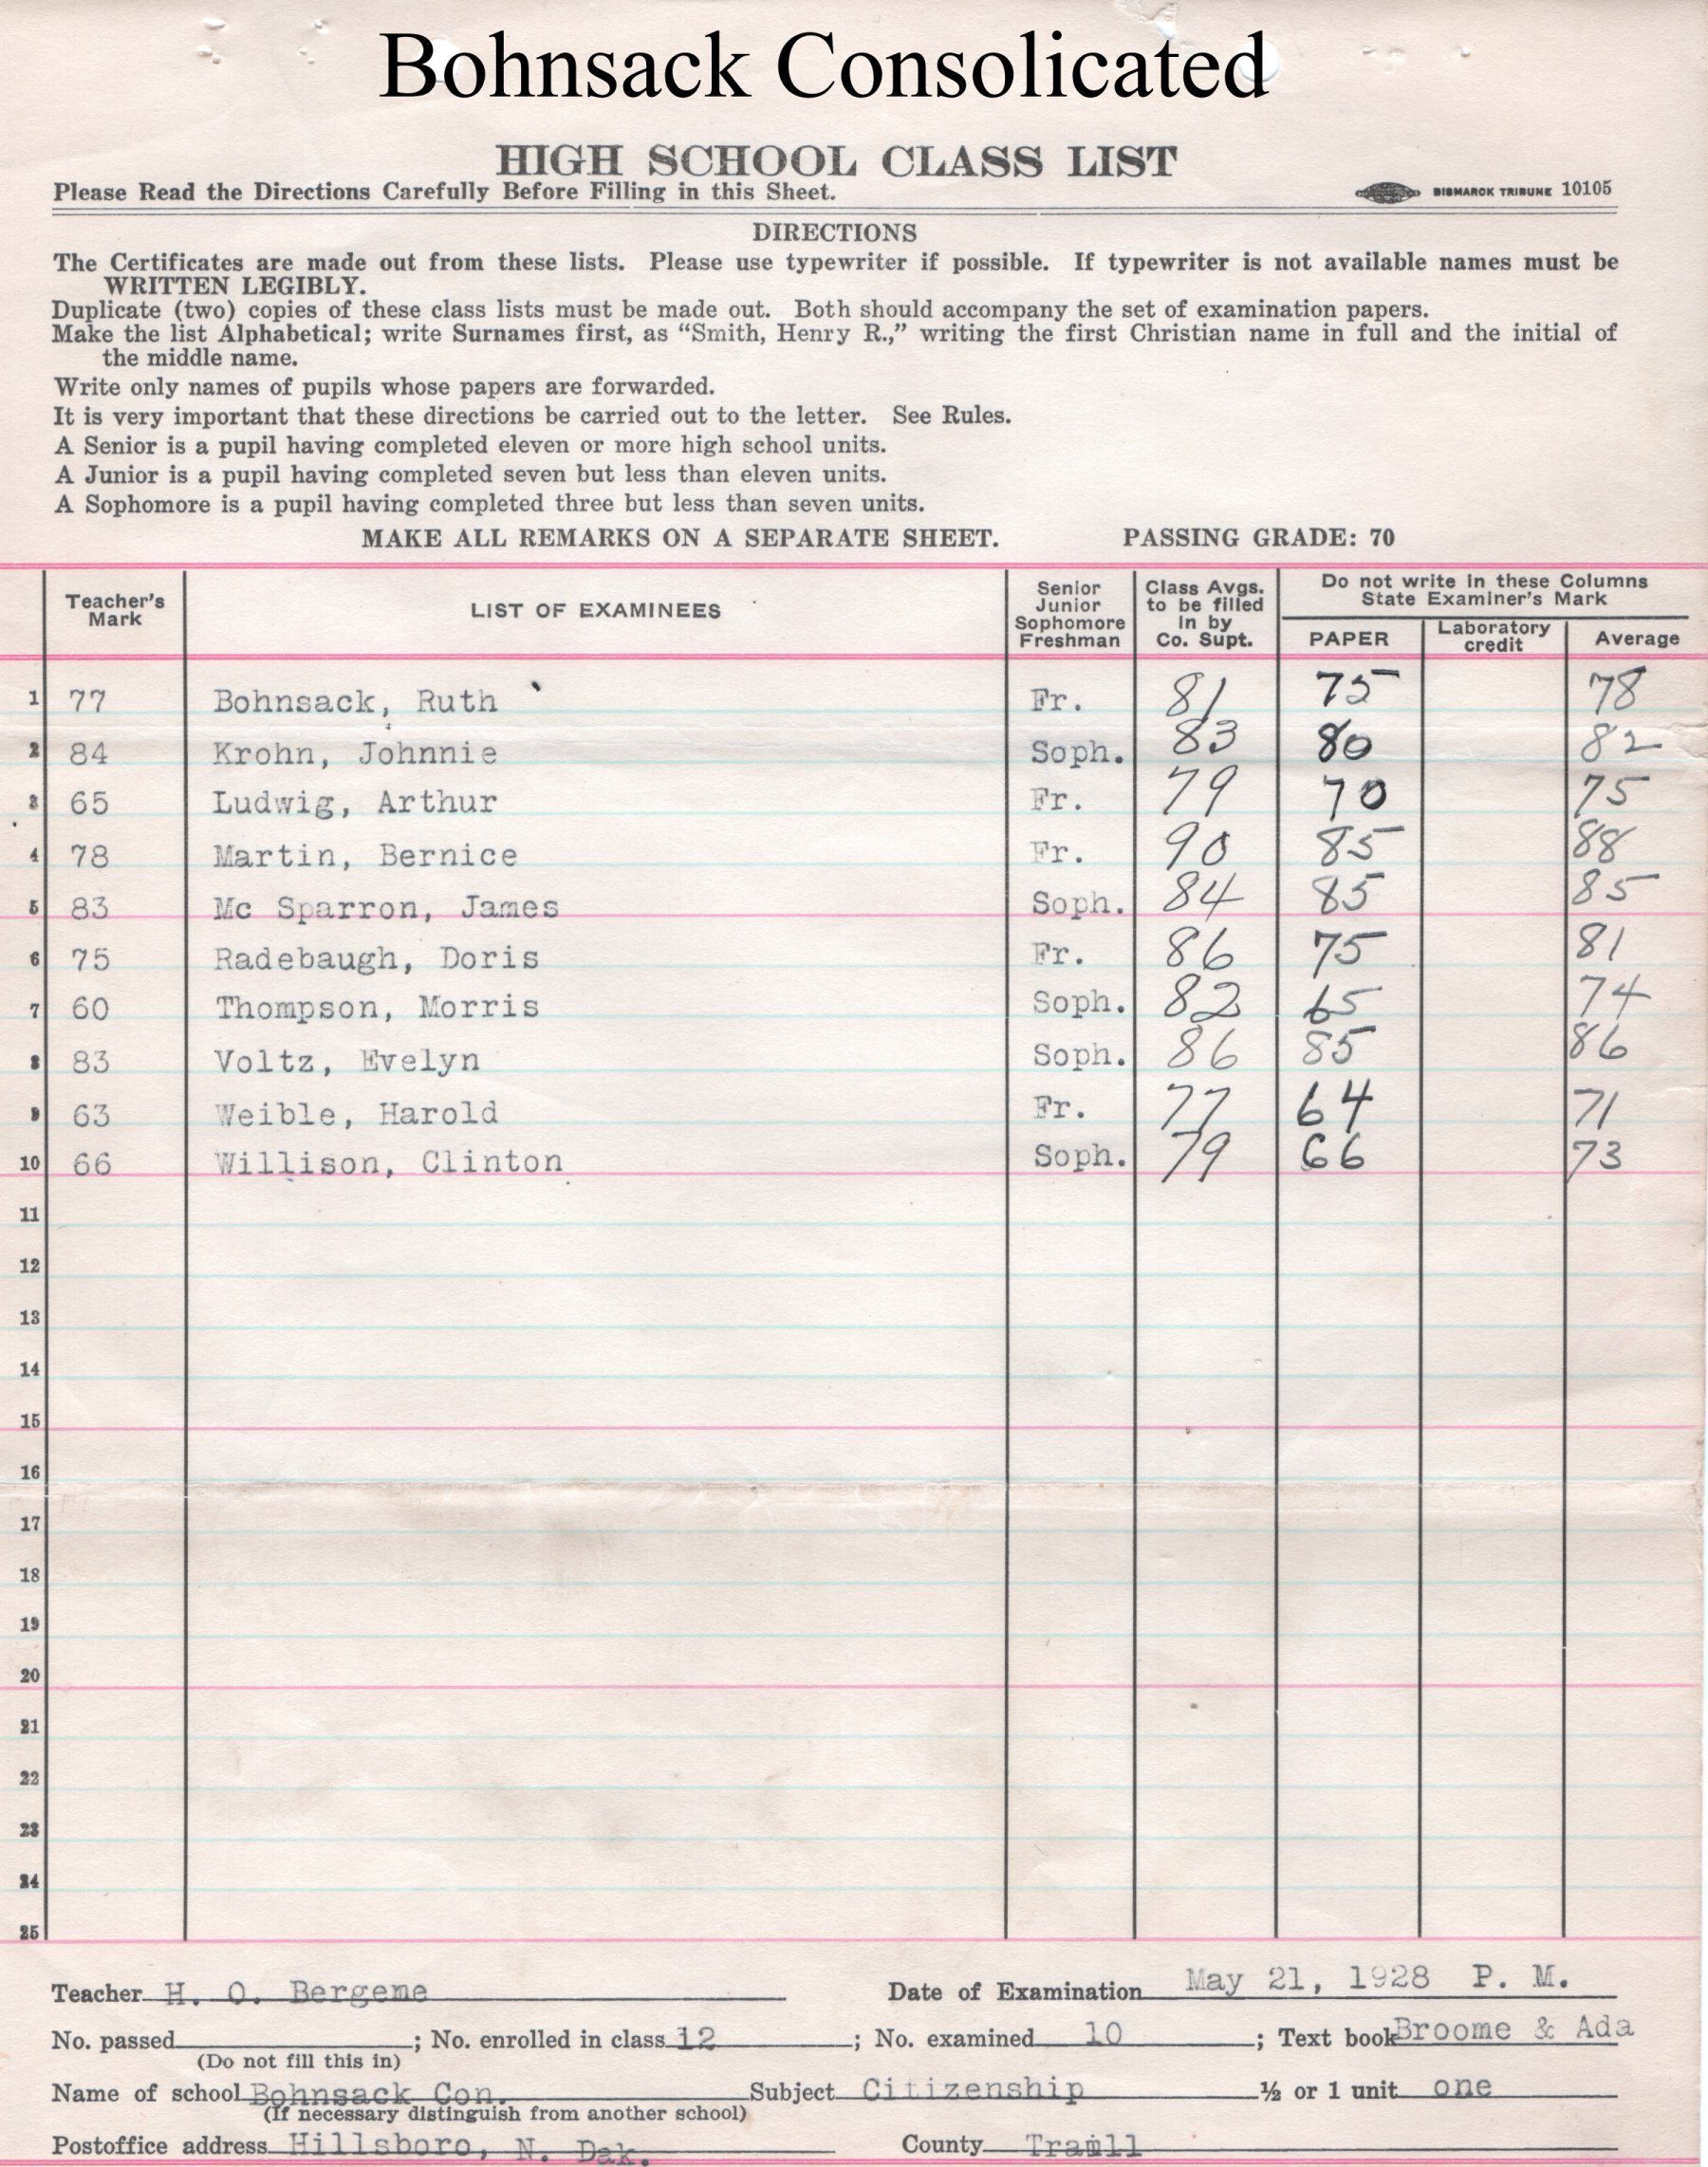 Bohnsack Consolicated
HIGH SCHOOL CLASS LIST
Please Read the Directions Carefully Before Filling in this Sheet. BISMARCK TRIBUNE 10105
DIRECTIONS
The Certificates are made out from these lists. Please use typewriter if possible. If typewriter is not available names must be
WRITTEN LEGIBLY.
Duplicate (two) copies of these class lists must be made out. Both should accompany the set of examination papers.
Make the list Alphabetical; write Surnames first, as “Smith, Henry R.,” writing the first Christian name in full and the initial of
the middle name.
Write only names of pupils whose papers are forwarded.
It is very important that these directions be carried out to the letter. See Rules.
A Senior is a pupil having completed eleven or more high school units.
A Junior is a pupil having completed seven but less than eleven units.
A Sophomore is a pupil having completed three but less than seven units.
MAKE ALL REMARKS ON A SEPARATE SHEET. PASSING GRADE: 70
Teacher's
Mark
LIST OF EXAMINEES
Senior
Junior
Sophomore
Freshman
Class Avgs.
to be filled
in by
Co. Supt.
Do not write in these Columns
State Examiner's Mark
PAPER
Laboratory
credit
Average
1 77 Bohnsack, Ruth Fr. 81 75 78
2 84 Krohn, Johnnie Soph. 83 80 82
3 65 Ludwig, Arthur Fr. 79 70 75
4 78 Martin, Bernice Fr. 90 85 88
5 83 Mc Sparron, James Soph. 84 85 85
6 75 Radebaugh, Doris Fr. 86 75 81
7 60 Thompson, Morris Soph. 82 65 74
8 83 Voltz, Evelyn Soph. 86 85 86
9 63 Weible, Harold Fr. 77 64 71
10 66 Willison, Clinton Soph. 79 66 73
11
12
13
14
15
16
17
18
19
20
21
22
23
24
25
Teacher H. O. Bergeme Date of Examination May 21, 1928 P. M.
No. passed ; No. enrolled in class 12 ; No. examined 10 ; Text book Broome & Ada
(Do not fill this in)
Name of school Bohnsack Con. Subject Citizenship ½ or 1 unit one
(If necessary distinguish from another school)
Postoffice address Hillsboro, N. Dak. County Traill